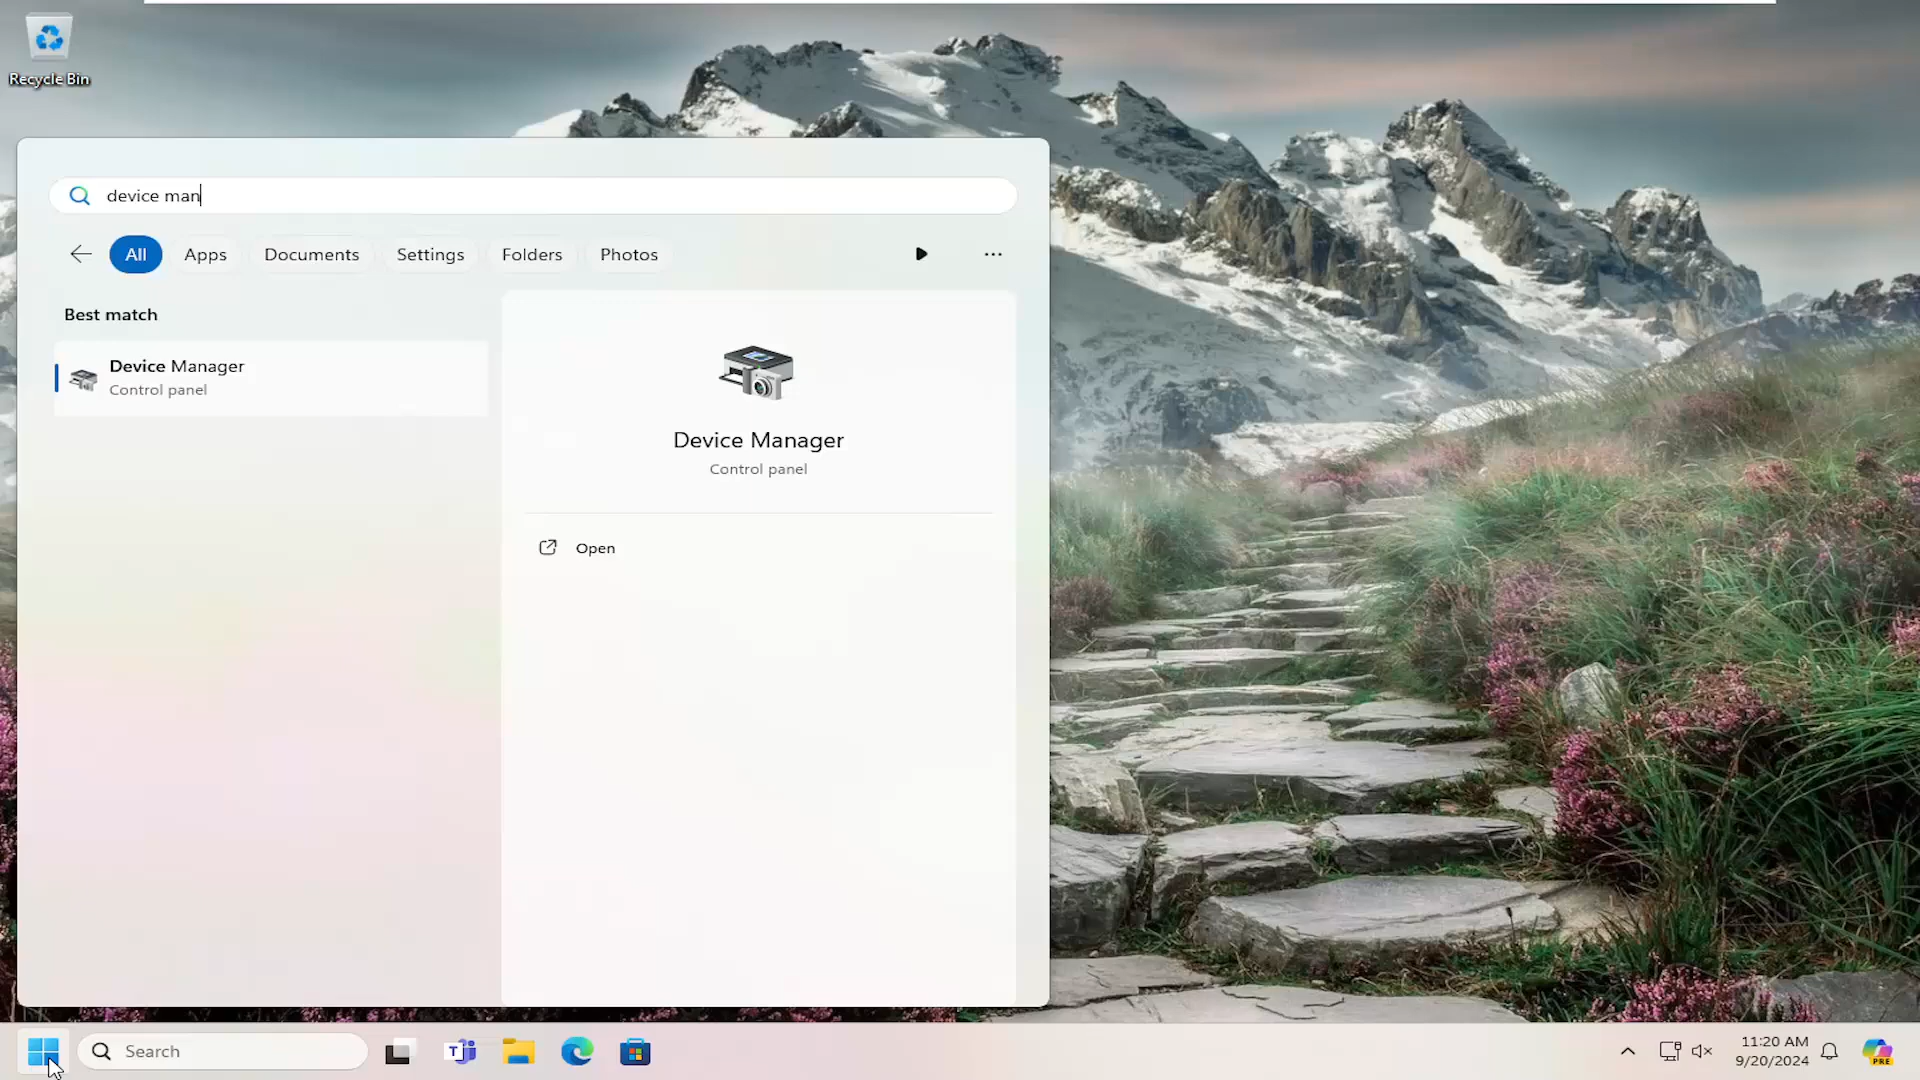 Recycle Bin
device man
All
Apps
Documents
Settings
Folders
Photos
Best match
Device Manager
Control panel
Device Manager
Control panel
Open
Search
T
11:20 AM
9/20/2024
PRE